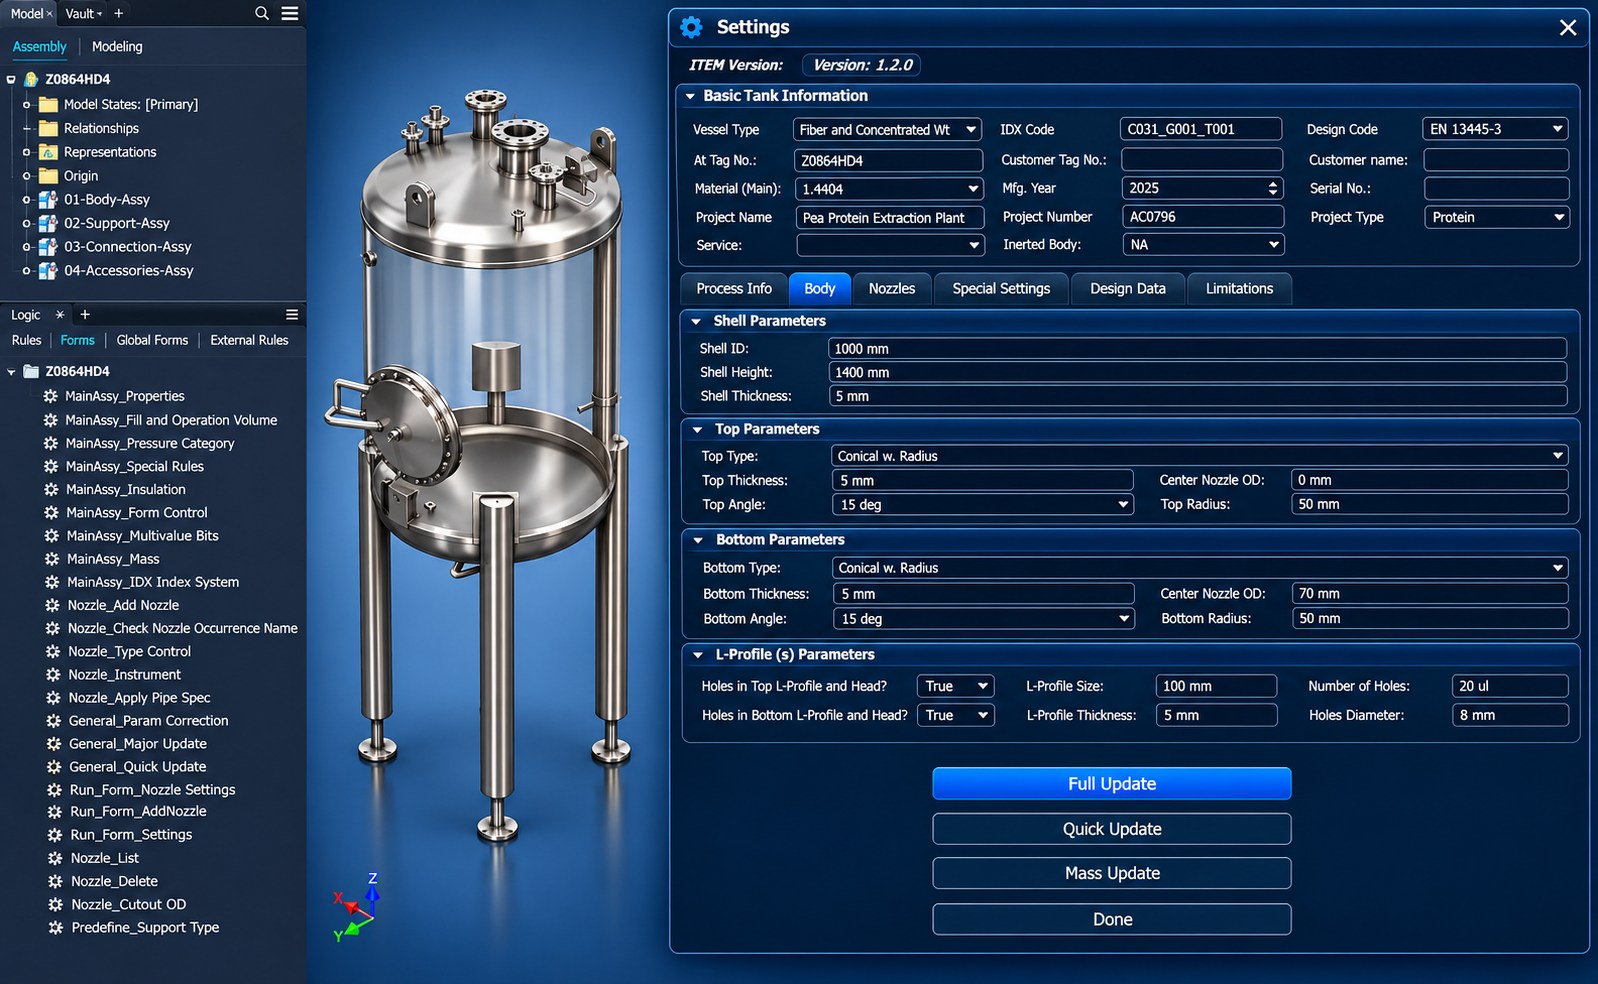 Model × Vault +
Assembly | Modeling
Z0864HD4
Model States: [Primary]
Relationships
Representations
Origin
01-Body-Assy
02-Support-Assy
03-Connection-Assy
04-Accessories-Assy
Logic × +
Rules | Forms | Global Forms | External Rules
Z0864HD4
MainAssy_Properties
MainAssy_Fill and Operation Volume
MainAssy_Pressure Category
MainAssy_Special Rules
MainAssy_Insulation
MainAssy_Form Control
MainAssy_Multivalue Bits
MainAssy_Mass
MainAssy_IDX Index System
Nozzle_Add Nozzle
Nozzle_Check Nozzle Occurrence Name
Nozzle_Type Control
Nozzle_Instrument
Nozzle_Apply Pipe Spec
General_Param Correction
General_Major Update
General_Quick Update
Run_Form_Nozzle Settings
Run_Form_AddNozzle
Run_Form_Settings
Nozzle_List
Nozzle_Delete
Nozzle_Cutout OD
Predefine_Support Type
Z
X
Y
Settings
ITEM Version: Version: 1.2.0
Basic Tank Information
Vessel Type Fiber and Concentrated Wt IDX Code C031_G001_T001 Design Code EN 13445-3
At Tag No.: Z0864HD4 Customer Tag No.: Customer name:
Material (Main): 1.4404 Mfg. Year 2025 Serial No.:
Project Name Pea Protein Extraction Plant Project Number AC0796 Project Type Protein
Service: Inerted Body: NA
Process Info Body Nozzles Special Settings Design Data Limitations
Shell Parameters
Shell ID: 1000 mm
Shell Height: 1400 mm
Shell Thickness: 5 mm
Top Parameters
Top Type: Conical w. Radius
Top Thickness: 5 mm Center Nozzle OD: 0 mm
Top Angle: 15 deg Top Radius: 50 mm
Bottom Parameters
Bottom Type: Conical w. Radius
Bottom Thickness: 5 mm Center Nozzle OD: 70 mm
Bottom Angle: 15 deg Bottom Radius: 50 mm
L-Profile (s) Parameters
Holes in Top L-Profile and Head? True L-Profile Size: 100 mm Number of Holes: 20 ul
Holes in Bottom L-Profile and Head? True L-Profile Thickness: 5 mm Holes Diameter: 8 mm
Full Update
Quick Update
Mass Update
Done